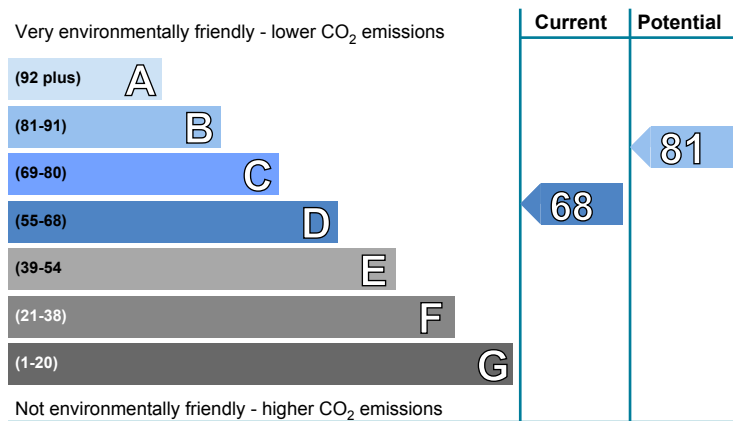 Current Potential
Very environmentally friendly - lower CO2 emissions
(92 plus) A
(81-91) B
81
(69-80) C
(55-68) D
68
(39-54 E
(21-38) F
(1-20) G
Not environmentally friendly - higher CO2 emissions